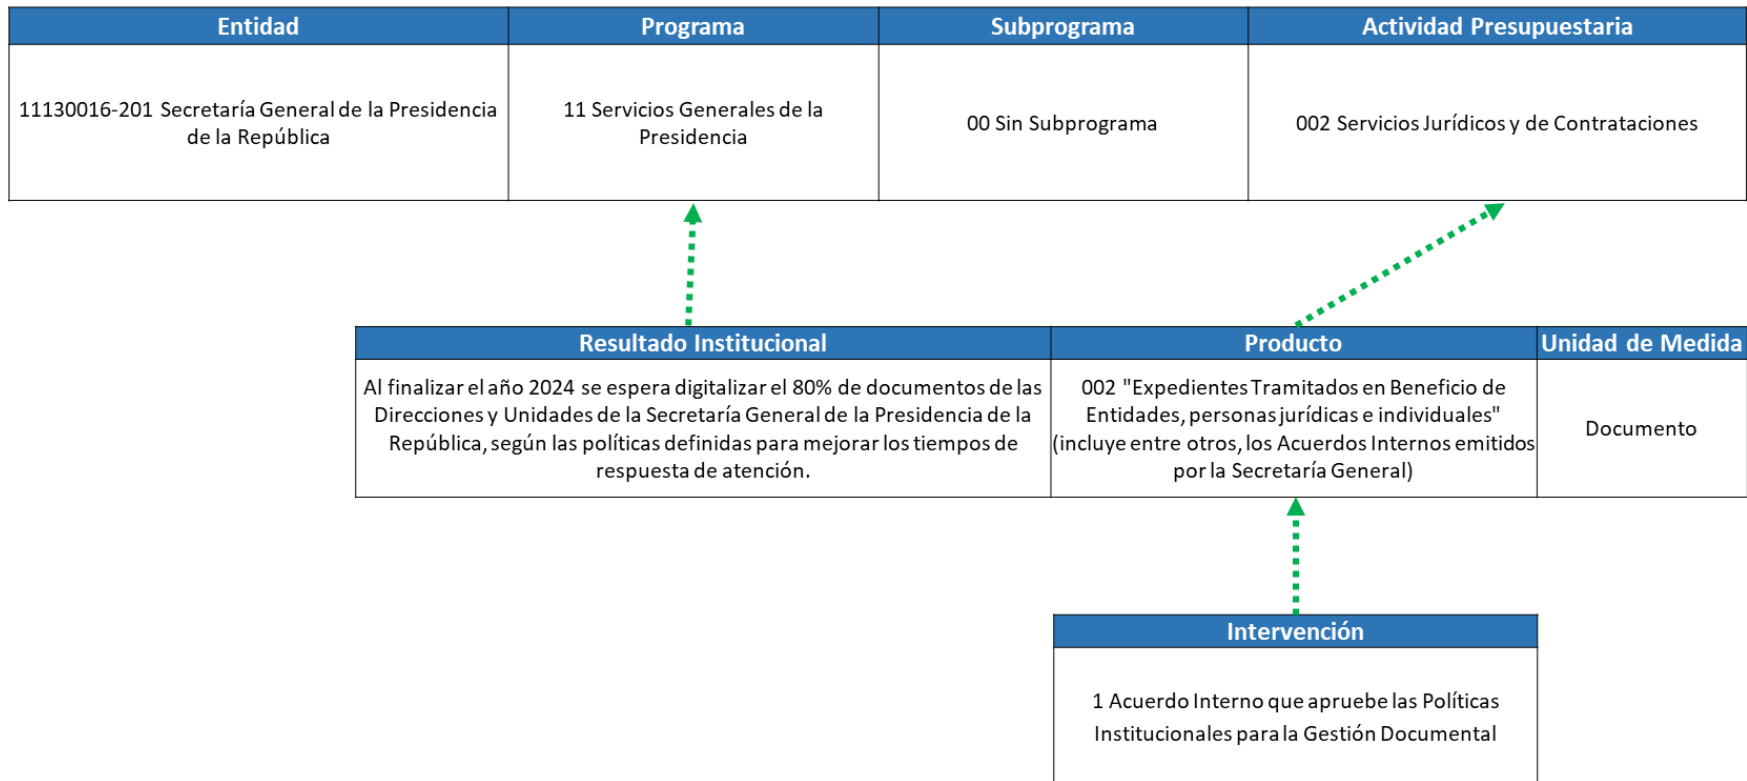 Entidad
Programa
Subprograma
Actividad Presupuestaria
11130016-201 Secretaría General de la Presidencia
de la República
11 Servicios Generales de la
Presidencia
00 Sin Subprograma
002 Servicios Jurídicos y de Contrataciones
Resultado Institucional
Producto
Unidad de Medida
Al finalizar el año 2024 se espera digitalizar el 80% de documentos de las
Direcciones y Unidades de la Secretaría General de la Presidencia de la
República, según las políticas definidas para mejorar los tiempos de
respuesta de atención.
002 "Expedientes Tramitados en Beneficio de
Entidades, personas jurídicas e individuales"
(incluye entre otros, los Acuerdos Internos emitidos
por la Secretaría General)
Documento
Intervención
1 Acuerdo Interno que apruebe las Políticas
Institucionales para la Gestión Documental